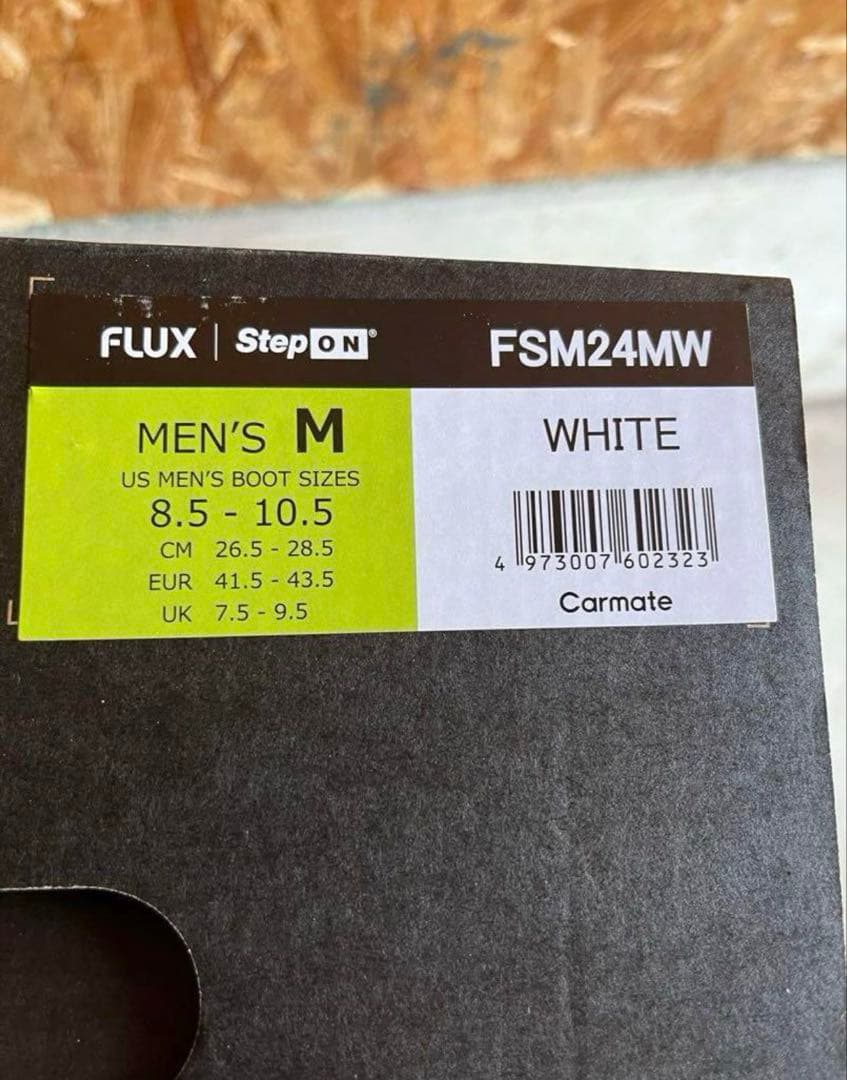 FLUX | StepON®
FSM24MW
MEN'S M
US MEN'S BOOT SIZES
8.5 - 10.5
CM 26.5 - 28.5
EUR 41.5 - 43.5
UK 7.5 - 9.5
WHITE
4 973007 602323
Carmate